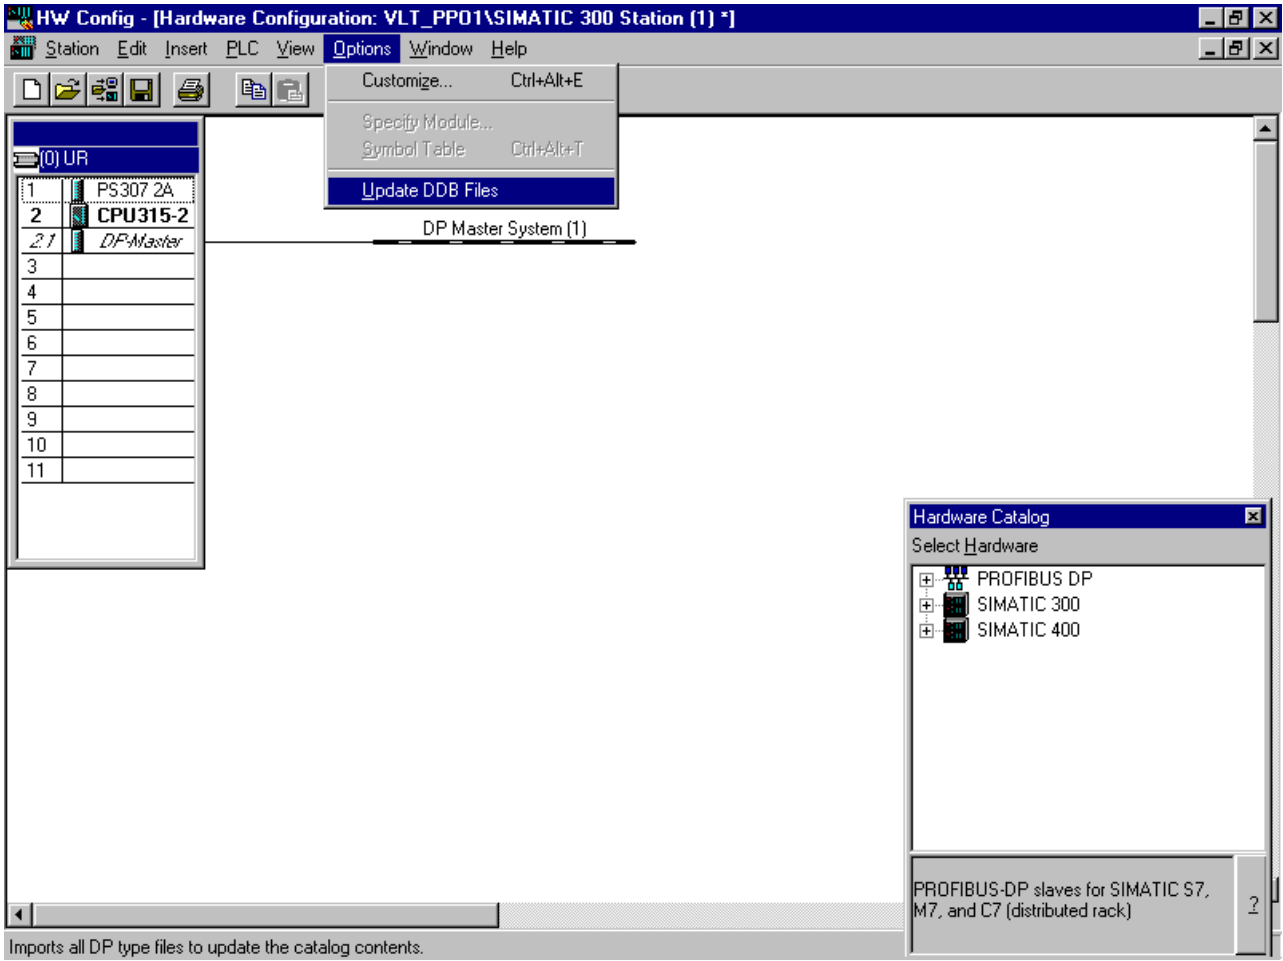 HW Config - [Hardware Configuration: VLT_PPO1\SIMATIC 300 Station (1) *]
Station Edit Insert PLC View Options Window Help
Customize... Ctrl+Alt+E
Specify Module...
Symbol Table Ctrl+Alt+T
Update DDB Files
(0) UR
1 PS307 2A
2 CPU315-2
2.1 DP-Master
3
4
5
6
7
8
9
10
11
DP Master System (1)
Hardware Catalog
Select Hardware
PROFIBUS DP
SIMATIC 300
SIMATIC 400
PROFIBUS-DP slaves for SIMATIC S7,
M7, and C7 (distributed rack)
?
Imports all DP type files to update the catalog contents.